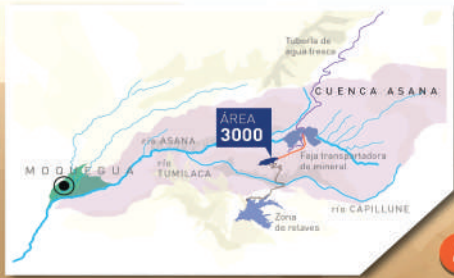 Tubería de
agua fresca
CUENCA ASANA
ÁREA
3000
río ASANA
Faja transportadora
de mineral
MOQUEGUA
río
TUMILACA
río CAPILLUNE
Zona
de relaves